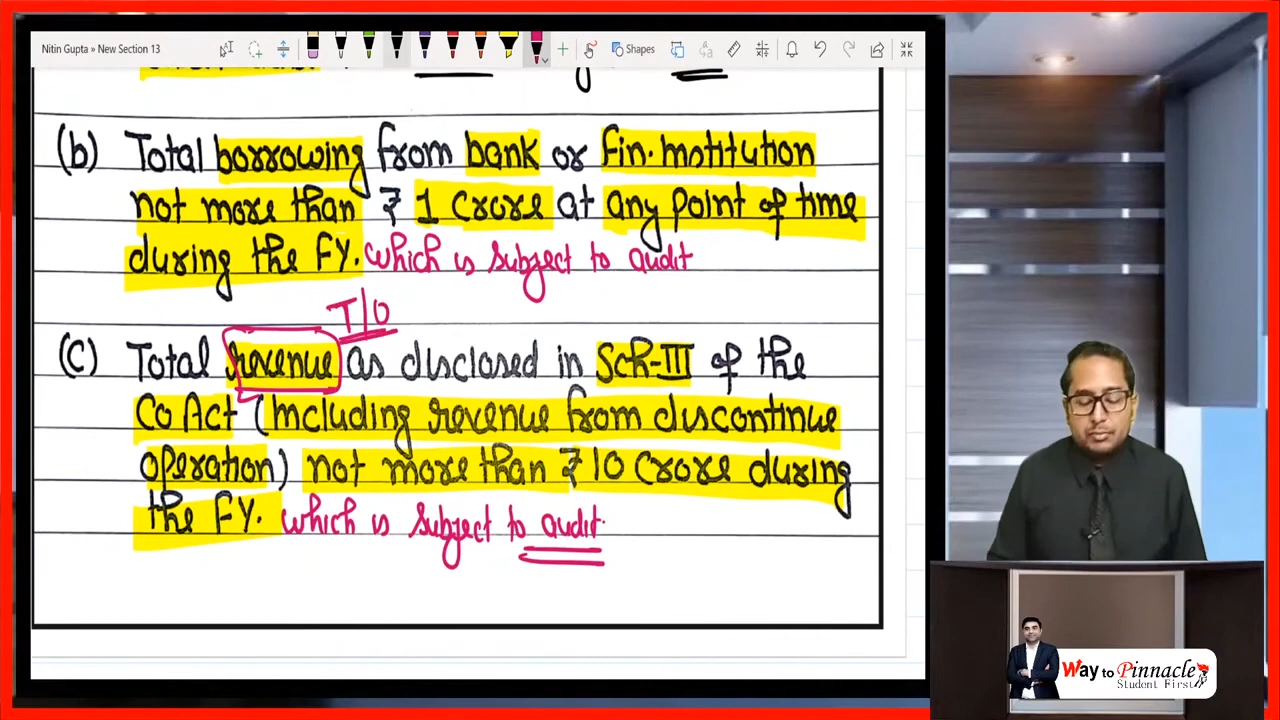 Nitin Gupta » New Section 13
Shapes
(b) Total borrowing from bank or Fin. Institution
not more than ₹ 1 Crore at any point of time
during the FY. which is subject to audit
T/O
(C) Total revenue as disclosed in Sch-III of the
Co Act (Including revenue from discontinue
operation) not more than ₹ 10 Crore during
the FY. which is subject to audit.
Way to Pinnacle
Student First